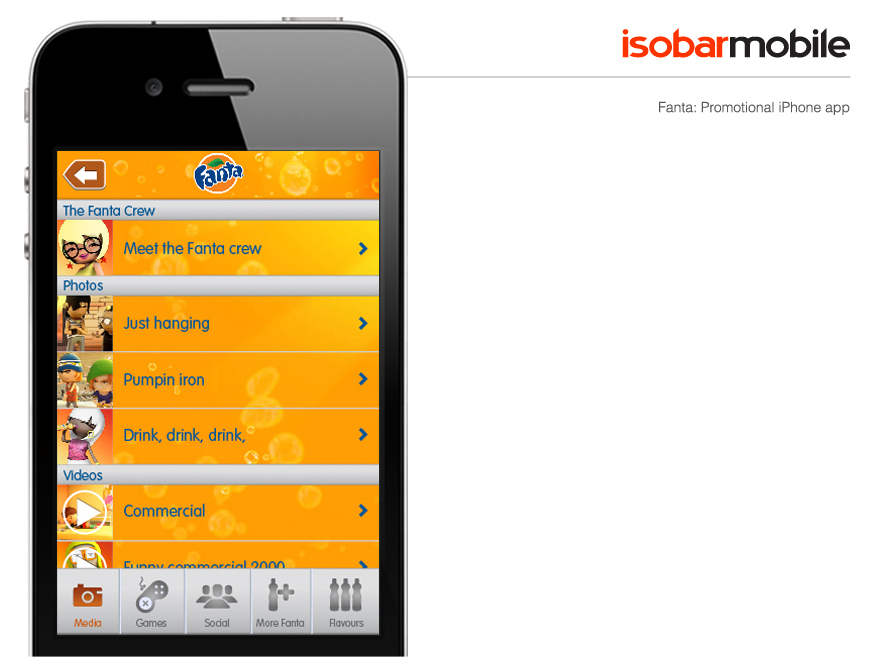 isobarmobile
Fanta: Promotional iPhone app
Fanta
The Fanta Crew
Meet the Fanta crew
Photos
Just hanging
Pumpin iron
Drink, drink, drink,
Videos
Commercial
Funny commercial 2000
Media
Games
Social
More Fanta
Flavours